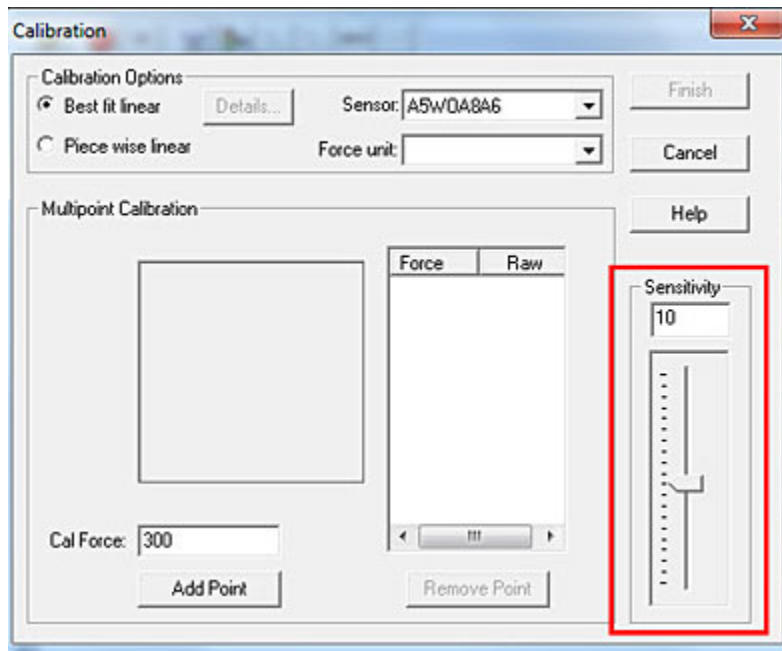 Calibration
Calibration Options
Best fit linear
Details...
Sensor: A5W0A8A6
Piece wise linear
Force unit:
Finish
Cancel
Help
Multipoint Calibration
Force Raw
Sensitivity
10
Cal Force: 300
Add Point
Remove Point